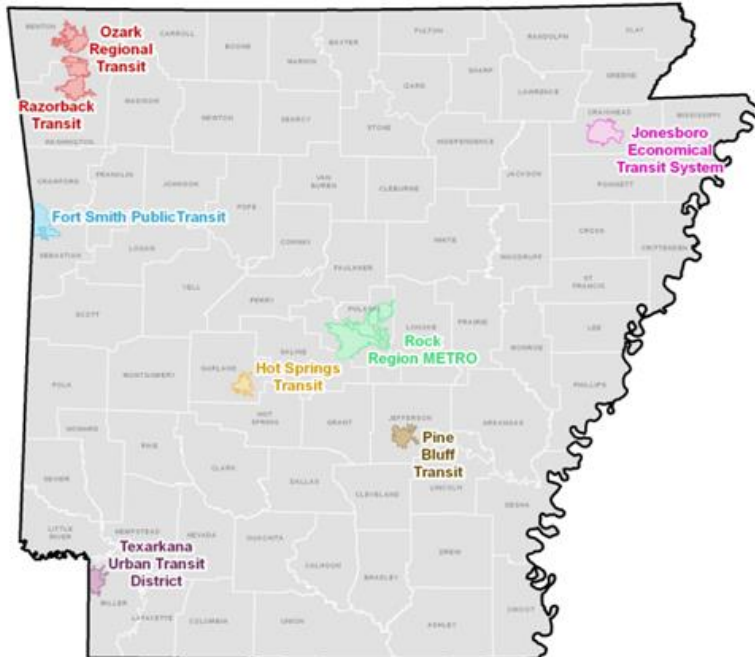 BENTON
CARROLL
BOONE
MARION
BAXTER
FULTON
RANDOLPH
CLAY
Ozark
Regional
Transit
SHARP
IZARD
GREENE
LAWRENCE
Razorback
Transit
MADISON
NEWTON
SEARCY
STONE
INDEPENDENCE
CRAIGHEAD
MISSISSIPPI
Jonesboro
Economical
Transit System
WASHINGTON
CRAWFORD
FRANKLIN
JOHNSON
VAN
BUREN
CLEBURNE
JACKSON
POINSETT
Fort Smith PublicTransit
POPE
SEBASTIAN
LOGAN
CONWAY
WHITE
WOODRUFF
CROSS
CRITTENDEN
FAULKNER
ST
FRANCIS
YELL
PERRY
SCOTT
PULASKI
LONOKE
PRAIRIE
LEE
Rock
Region METRO
MONROE
SALINE
GARLAND
Hot Springs
Transit
POLK
MONTGOMERY
PHILLIPS
HOT
SPRING
GRANT
JEFFERSON
ARKANSAS
Pine
Bluff
Transit
HOWARD
PIKE
CLARK
DALLAS
CLEVELAND
LINCOLN
SEVIER
DESHA
LITTLE
RIVER
HEMPSTEAD
NEVADA
OUACHITA
Texarkana
Urban Transit
District
CALHOUN
DREW
BRADLEY
MILLER
LAFAYETTE
COLUMBIA
UNION
ASHLEY
CHICOT